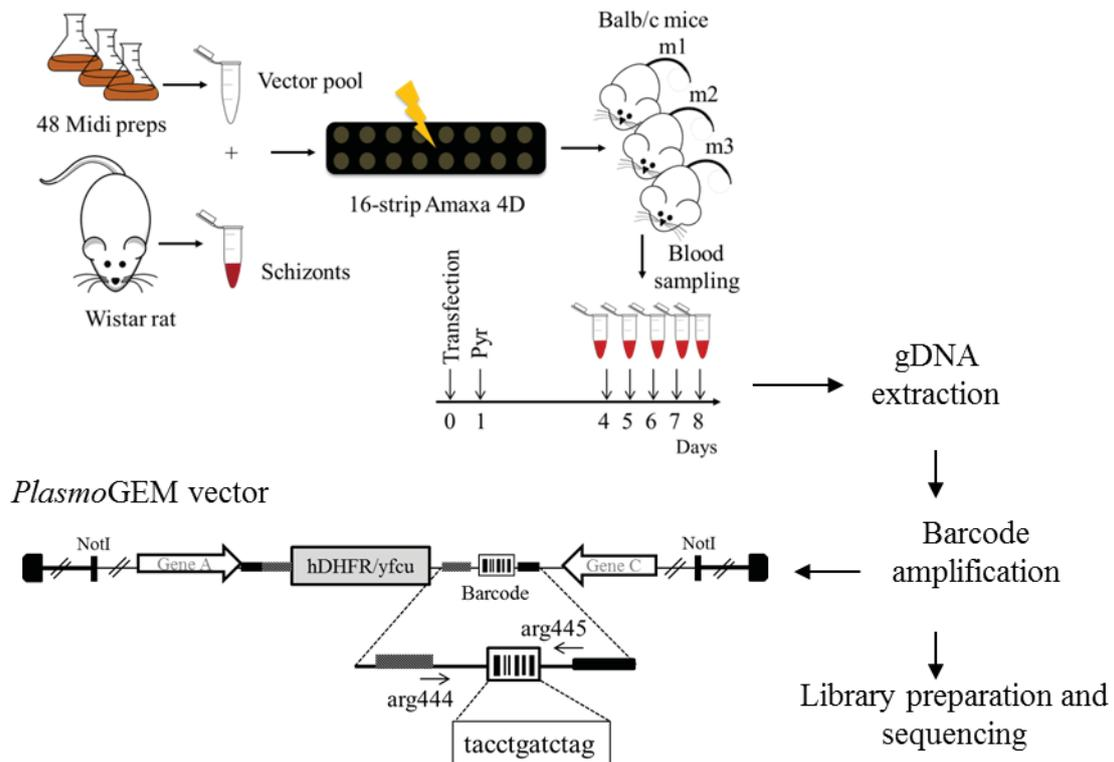 Balb/c mice
m1
m2
m3
Vector pool
48 Midi preps
+
16-strip Amaxa 4D
Schizonts
Wistar rat
Blood
sampling
Transfection
Pyr
0 1 4 5 6 7 8
Days
gDNA
extraction
PlasmoGEM vector
Barcode
amplification
NotI
Gene A
hDHFR/yfcu
Barcode
Gene C
NotI
arg445
arg444
tacctgatctag
Library preparation and
sequencing